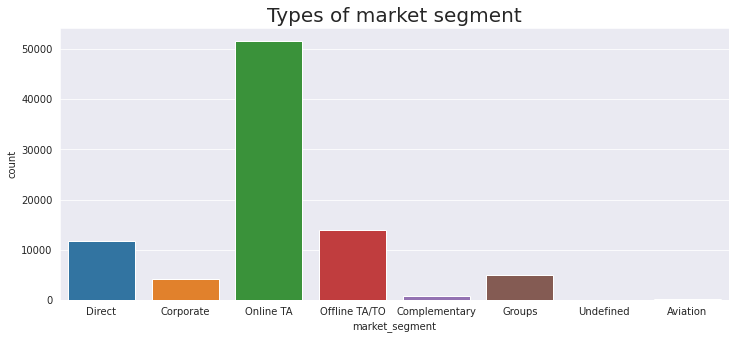 Types of market segment
50000
40000
30000
20000
10000
0
count
Direct Corporate Online TA Offline TA/TO Complementary Groups Undefined Aviation
market_segment